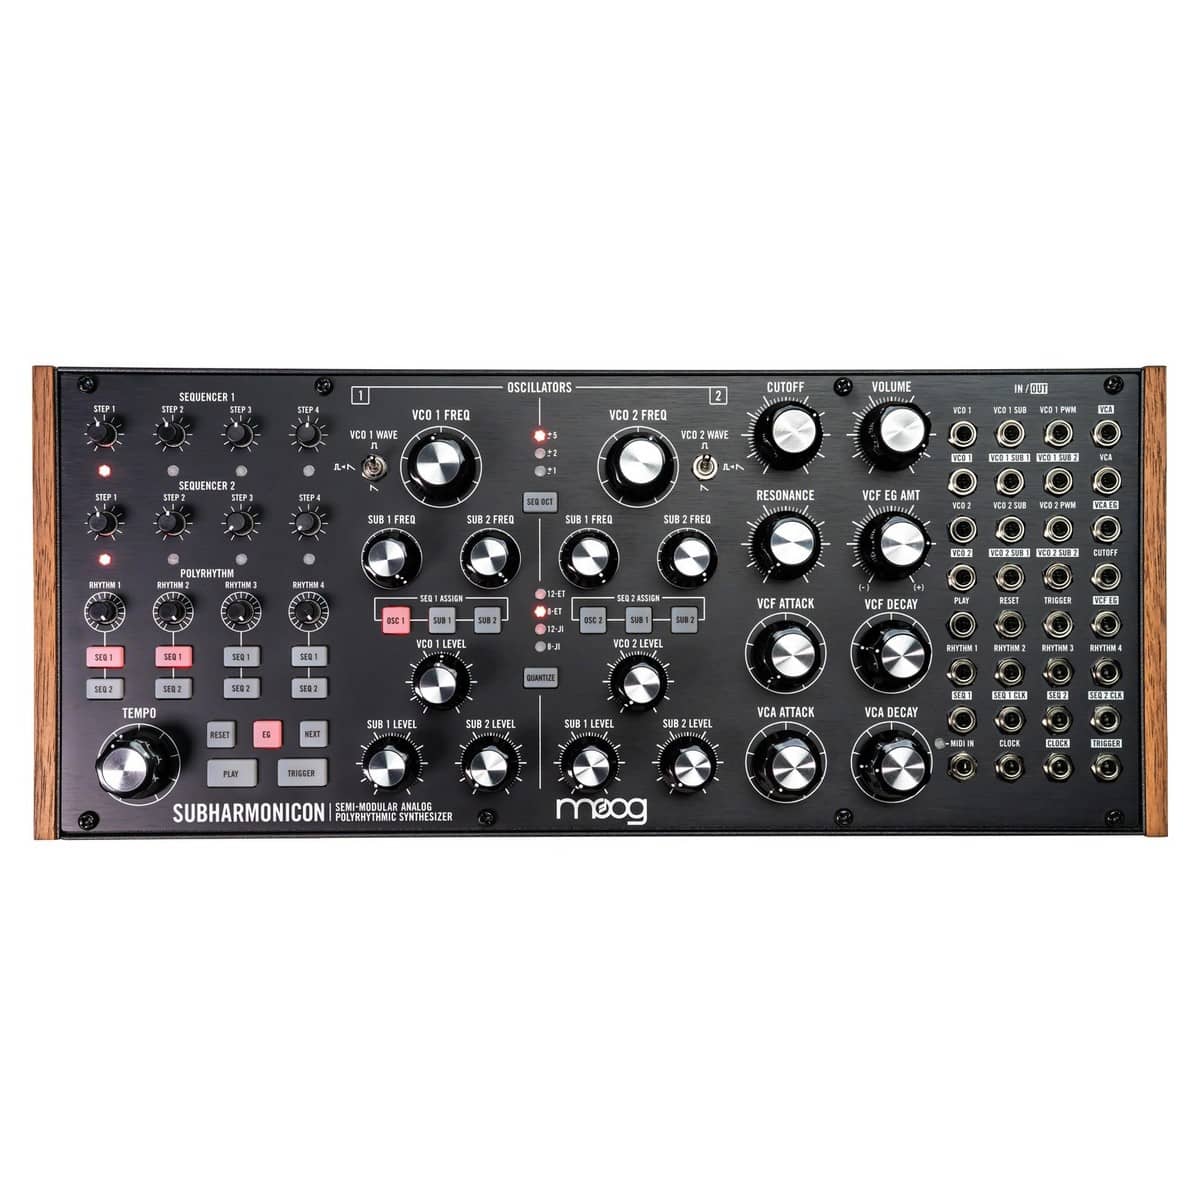 SEQUENCER 1
STEP 1 STEP 2 STEP 3 STEP 4
SEQUENCER 2
STEP 1 STEP 2 STEP 3 STEP 4
POLYRHYTHM
RHYTHM 1 RHYTHM 2 RHYTHM 3 RHYTHM 4
SEQ 1 SEQ 1 SEQ 1 SEQ 1
SEQ 2 SEQ 2 SEQ 2 SEQ 2
TEMPO
RESET EG NEXT
PLAY TRIGGER
SUBHARMONICON
SEMI-MODULAR ANALOG
POLYRHYTHMIC SYNTHESIZER
1 OSCILLATORS 2
VCO 1 FREQ VCO 2 FREQ
VCO 1 WAVE VCO 2 WAVE
±5
±2
±1
SEQ OCT
SUB 1 FREQ SUB 2 FREQ SUB 1 FREQ SUB 2 FREQ
12-ET
8-ET
12-JI
8-JI
SEQ 1 ASSIGN SEQ 2 ASSIGN
OSC 1 SUB 1 SUB 2 OSC 2 SUB 1 SUB 2
VCO 1 LEVEL VCO 2 LEVEL
QUANTIZE
SUB 1 LEVEL SUB 2 LEVEL SUB 1 LEVEL SUB 2 LEVEL
moog
CUTOFF VOLUME
RESONANCE VCF EG AMT
(-) (+)
VCF ATTACK VCF DECAY
VCA ATTACK VCA DECAY
IN / OUT
VCO 1 VCO 1 SUB VCO 1 PWM VCA
VCO 1 VCO 1 SUB 1 VCO 1 SUB 2 VCA
VCO 2 VCO 2 SUB VCO 2 PWM VCA EG
VCO 2 VCO 2 SUB 1 VCO 2 SUB 2 CUTOFF
PLAY RESET TRIGGER VCF EG
RHYTHM 1 RHYTHM 2 RHYTHM 3 RHYTHM 4
SEQ 1 SEQ 1 CLK SEQ 2 SEQ 2 CLK
MIDI IN CLOCK CLOCK TRIGGER